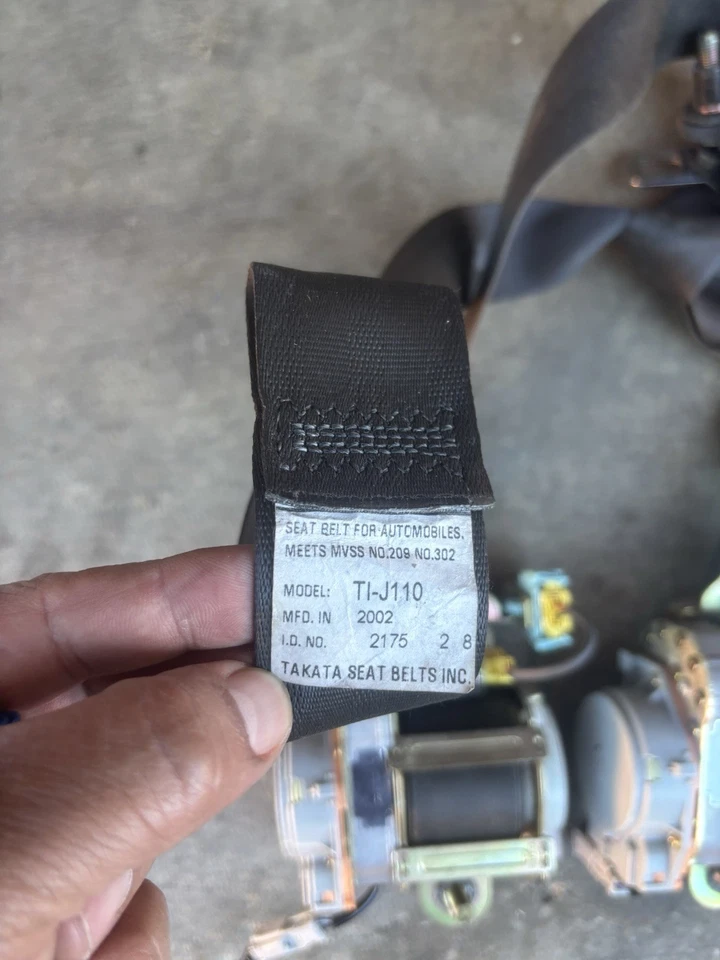 SEAT BELT FOR AUTOMOBILES.
MEETS MVSS NO.209 NO.302
MODEL: TI-J110
MFD. IN 2002
I.D. NO. 2175 2 8
TAKATA SEAT BELTS INC.